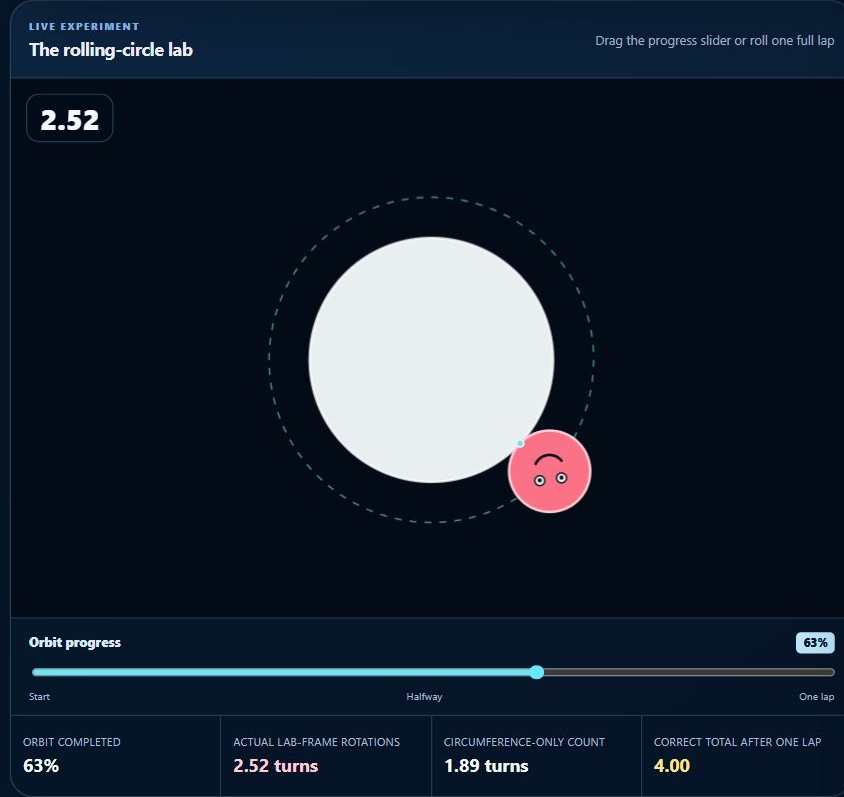 LIVE EXPERIMENT
The rolling-circle lab
Drag the progress slider or roll one full lap
2.52
Orbit progress
63%
Start
Halfway
One lap
ORBIT COMPLETED
63%
ACTUAL LAB-FRAME ROTATIONS
2.52 turns
CIRCUMFERENCE-ONLY COUNT
1.89 turns
CORRECT TOTAL AFTER ONE LAP
4.00